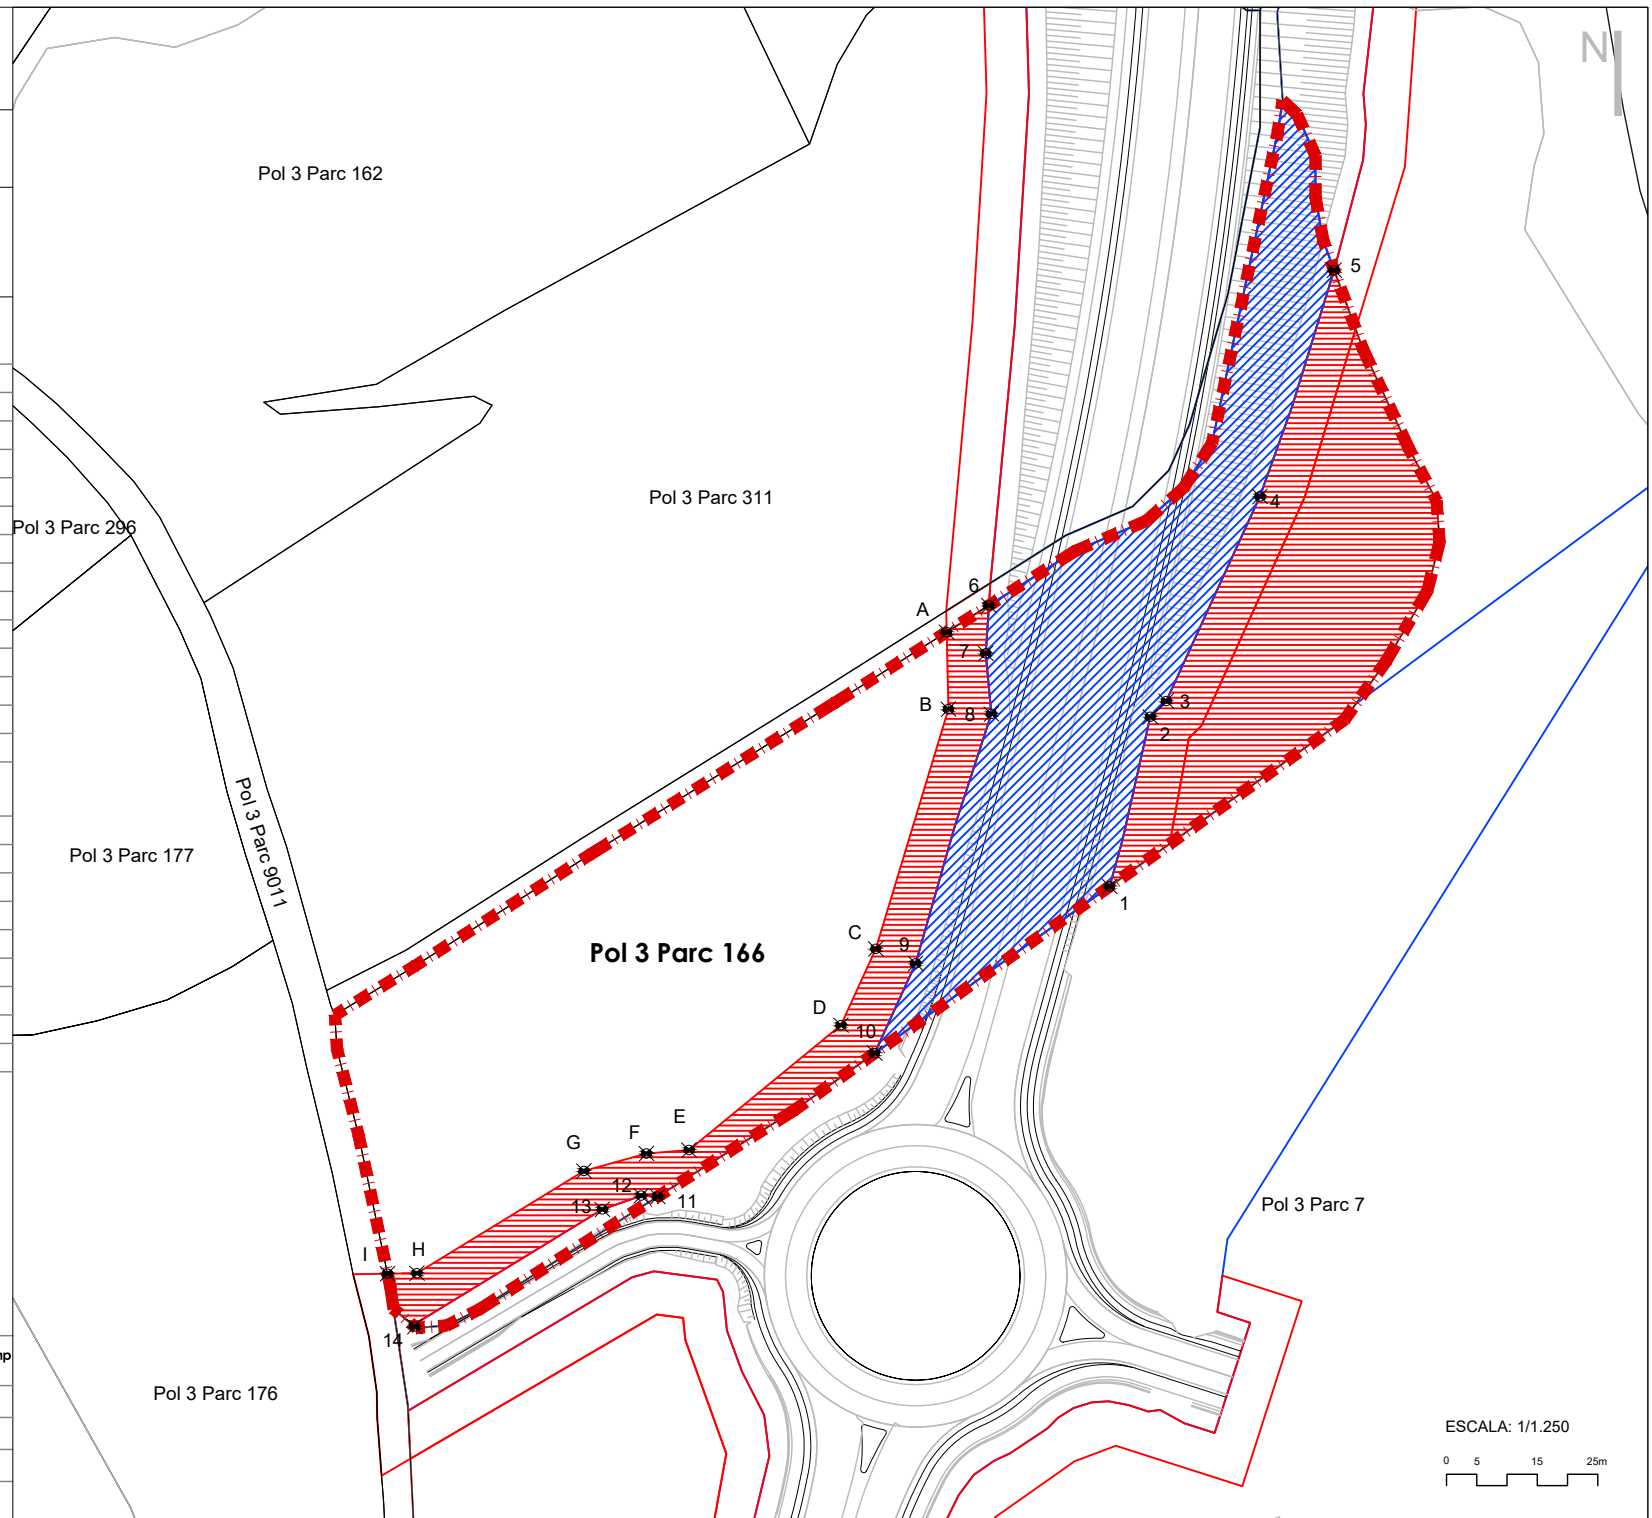 N
Pol 3 Parc 162
5
Pol 3 Parc 311
4
Pol 3 Parc 296
6
A
7
B
8
3
2
Pol 3 Parc 9011
Pol 3 Parc 177
1
C
9
Pol 3 Parc 166
D
10
E
F
G
12
11
13
Pol 3 Parc 7
I
H
14
Pol 3 Parc 176
ESCALA: 1/1.250
0 5 15 25m